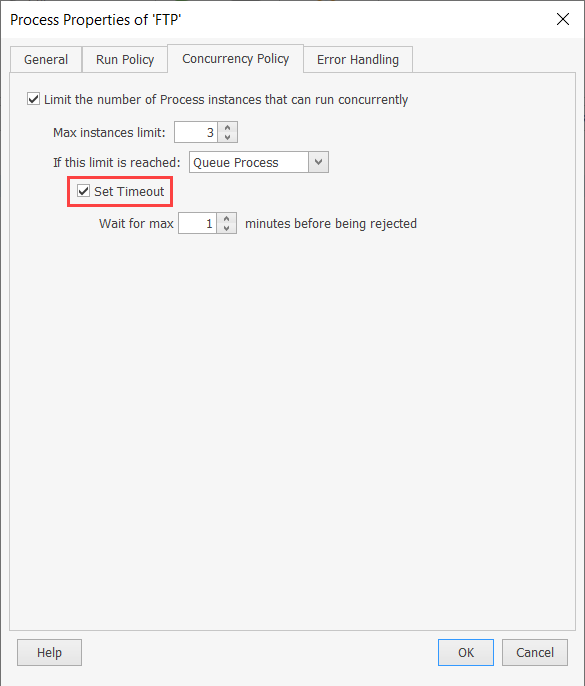 Process Properties of 'FTP'
General Run Policy Concurrency Policy Error Handling
Limit the number of Process instances that can run concurrently
Max instances limit: 3
If this limit is reached: Queue Process
Set Timeout
Wait for max 1 minutes before being rejected
Help OK Cancel